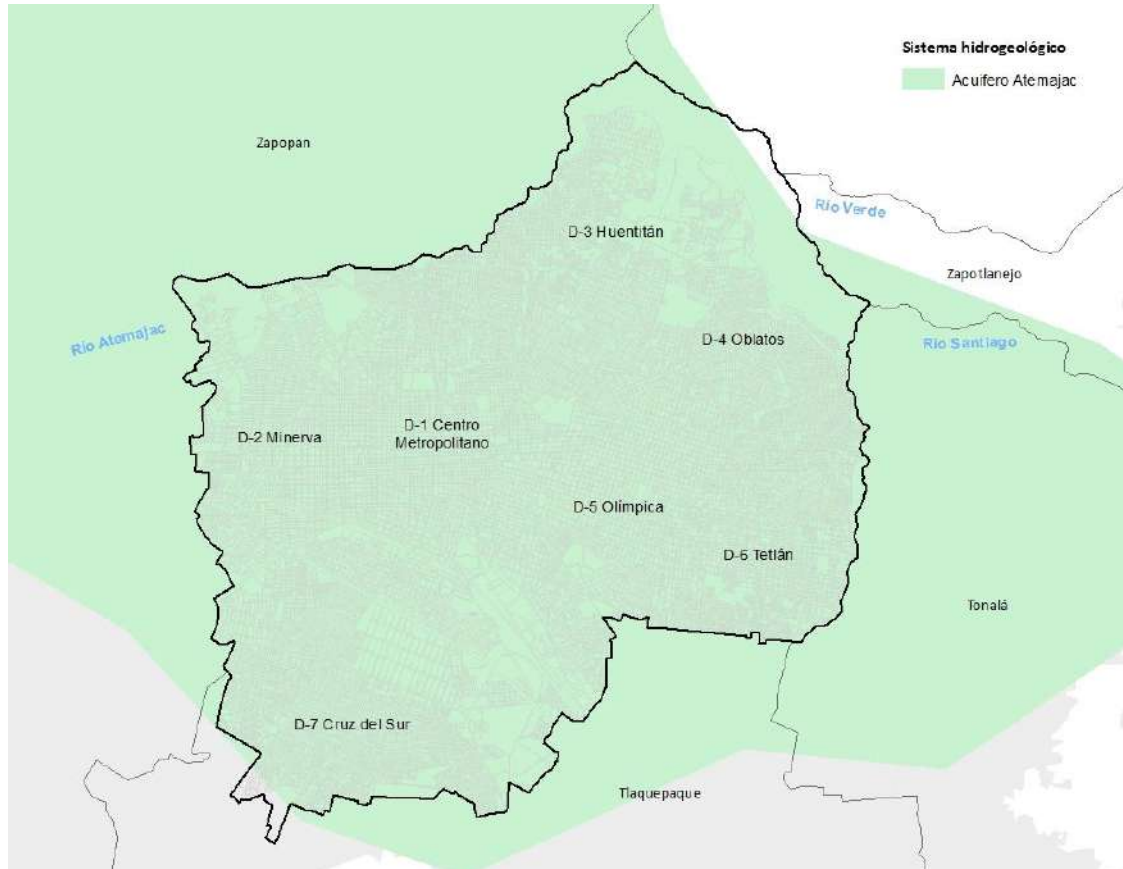 Sistema hidrogeológico
Acuifero Atemajac
Zapopan
Río Verde
D-3 Huentitán
Zapotlanejo
Río Atemajac
D-4 Oblatos
Río Santiago
D-2 Minerva
D-1 Centro
Metropolitano
D-5 Olímpica
D-6 Tetlán
Tonalá
D-7 Cruz del Sur
Tlaquepaque